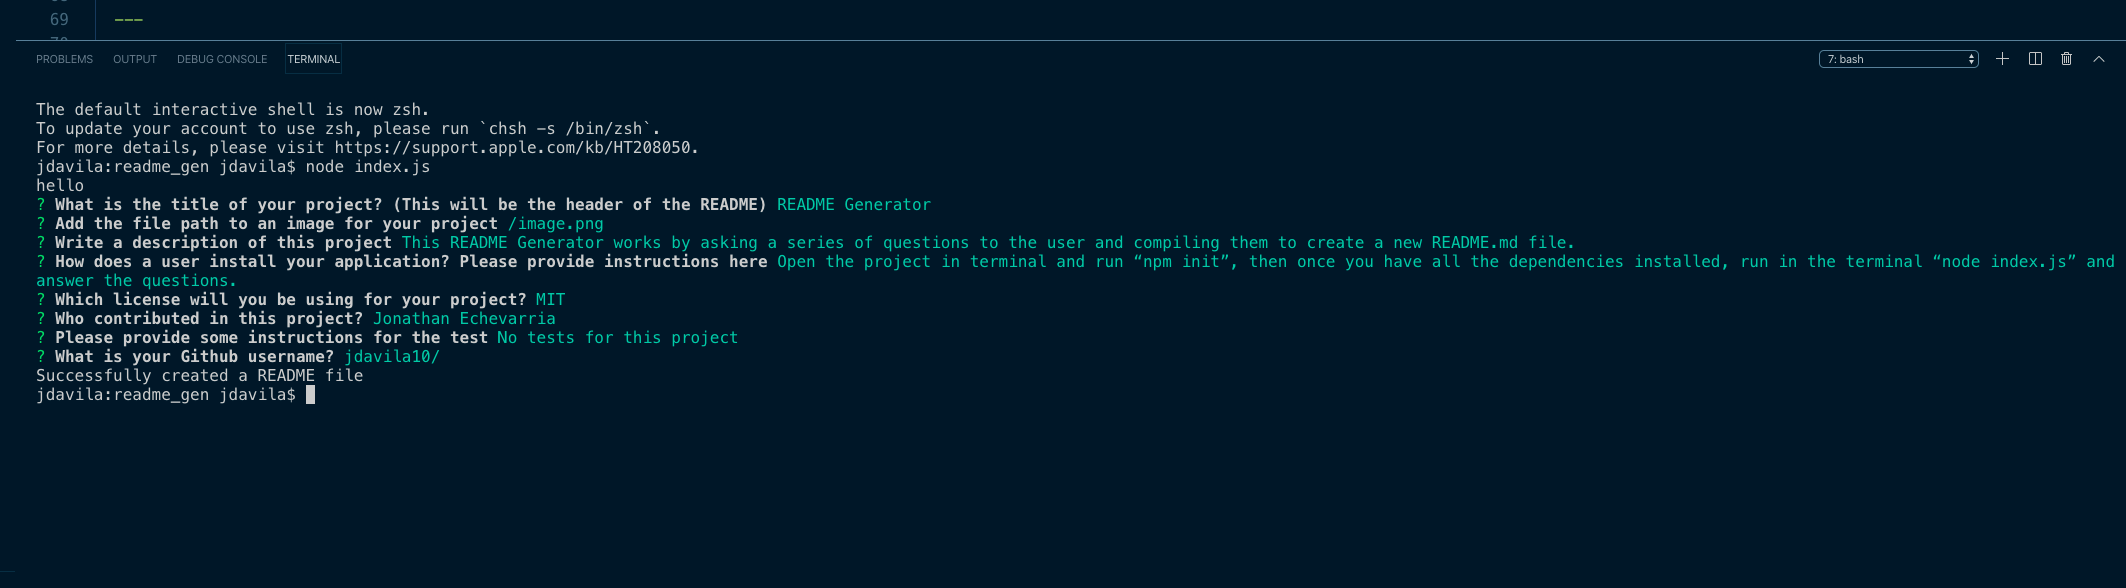 69 ---
PROBLEMS OUTPUT DEBUG CONSOLE TERMINAL 7: bash
The default interactive shell is now zsh.
To update your account to use zsh, please run `chsh -s /bin/zsh`.
For more details, please visit https://support.apple.com/kb/HT208050.
jdavila:readme_gen jdavila$ node index.js
hello
? What is the title of your project? (This will be the header of the README) README Generator
? Add the file path to an image for your project /image.png
? Write a description of this project This README Generator works by asking a series of questions to the user and compiling them to create a new README.md file.
? How does a user install your application? Please provide instructions here Open the project in terminal and run “npm init”, then once you have all the dependencies installed, run in the terminal “node index.js” and
answer the questions.
? Which license will you be using for your project? MIT
? Who contributed in this project? Jonathan Echevarria
? Please provide some instructions for the test No tests for this project
? What is your Github username? jdavila10/
Successfully created a README file
jdavila:readme_gen jdavila$